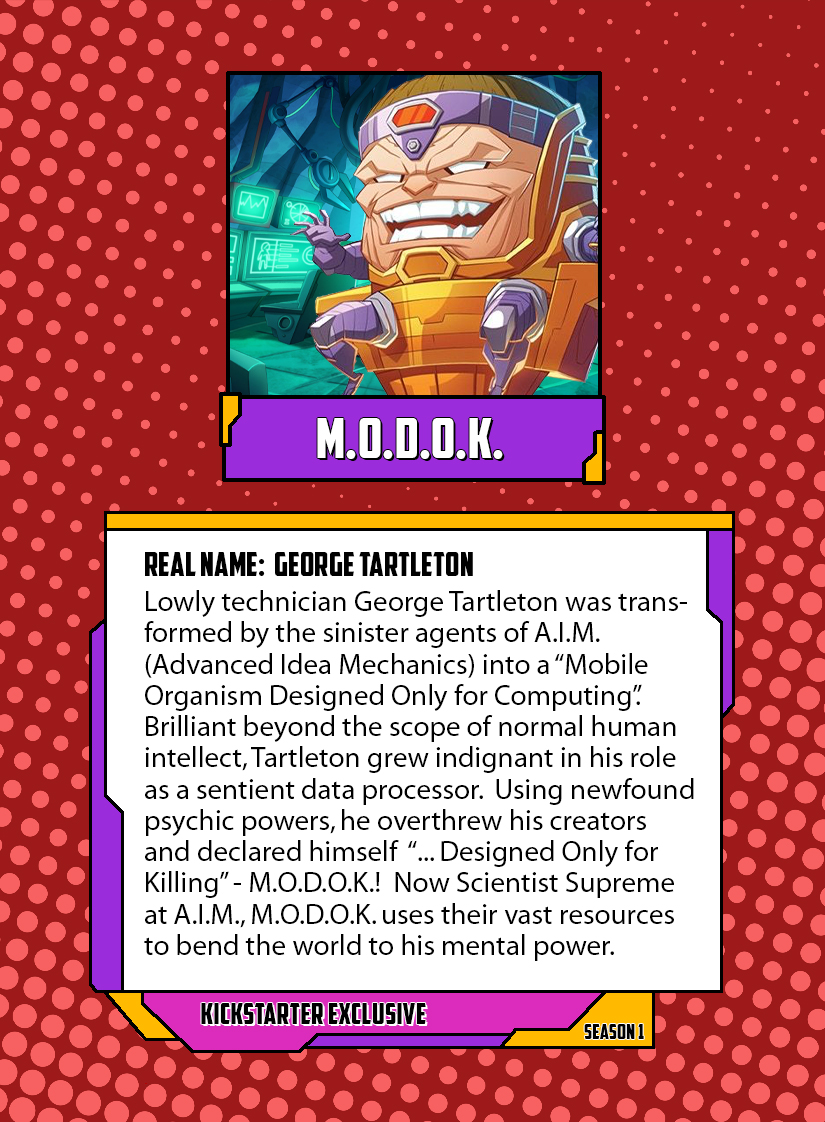 M.O.D.O.K.
REAL NAME:  GEORGE TARTLETON
Lowly technician George Tartleton was trans-
formed by the sinister agents of A.I.M.
(Advanced Idea Mechanics) into a “Mobile
Organism Designed Only for Computing”.
Brilliant beyond the scope of normal human
intellect, Tartleton grew indignant in his role
as a sentient data processor.  Using newfound
psychic powers, he overthrew his creators
and declared himself  “... Designed Only for
Killing” - M.O.D.O.K.!  Now Scientist Supreme
at A.I.M., M.O.D.O.K. uses their vast resources
to bend the world to his mental power.
KICKSTARTER EXCLUSIVE
SEASON 1